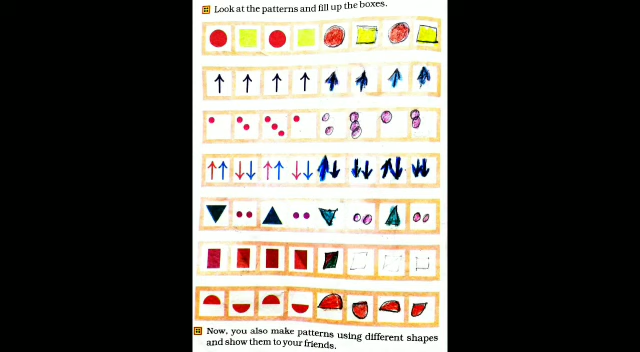 Look at the patterns and fill up the boxes.
Now, you also make patterns using different shapes
and show them to your friends.